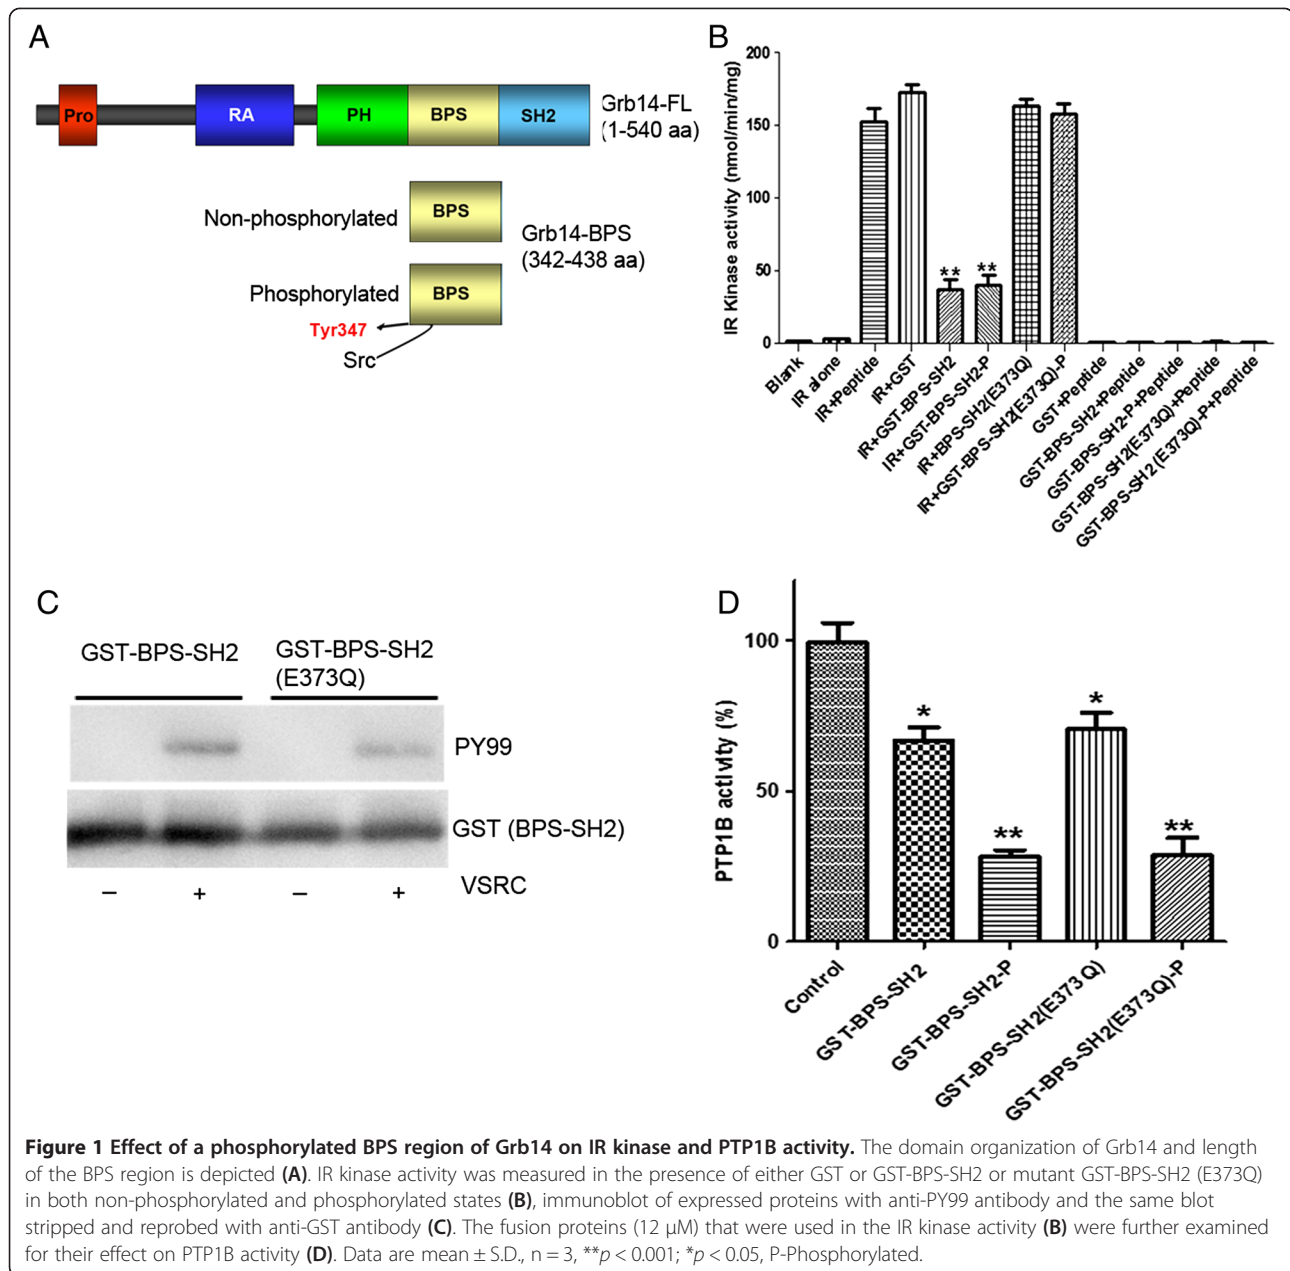 A
Pro
RA
PH
BPS
SH2
Grb14-FL
(1-540 aa)
Non-phosphorylated
BPS
Grb14-BPS
(342-438 aa)
Phosphorylated
BPS
Tyr347
Src
B
IR Kinase activity (nmol/min/mg)
200
150
100
50
0
**
**
Blank
IR alone
IR+Peptide
IR+GST
IR+GST-BPS-SH2
IR+GST-BPS-SH2-P
IR+BPS-SH2(E373Q)
IR+GST-BPS-SH2(E373Q)-P
GST+Peptide
GST-BPS-SH2+Peptide
GST-BPS-SH2-P+Peptide
GST-BPS-SH2(E373Q)+Peptide
GST-BPS-SH2(E373Q)-P+Peptide
C
GST-BPS-SH2
GST-BPS-SH2
(E373Q)
PY99
GST (BPS-SH2)
– + – + VSRC
D
PTP1B activity (%)
100
50
0
*
**
*
**
Control
GST-BPS-SH2
GST-BPS-SH2-P
GST-BPS-SH2(E373Q)
GST-BPS-SH2(E373Q)-P
Figure 1 Effect of a phosphorylated BPS region of Grb14 on IR kinase and PTP1B activity. The domain organization of Grb14 and length
of the BPS region is depicted (A). IR kinase activity was measured in the presence of either GST or GST-BPS-SH2 or mutant GST-BPS-SH2 (E373Q)
in both non-phosphorylated and phosphorylated states (B), immunoblot of expressed proteins with anti-PY99 antibody and the same blot
stripped and reprobed with anti-GST antibody (C). The fusion proteins (12 μM) that were used in the IR kinase activity (B) were further examined
for their effect on PTP1B activity (D). Data are mean ± S.D., n = 3, **p < 0.001; *p < 0.05, P-Phosphorylated.